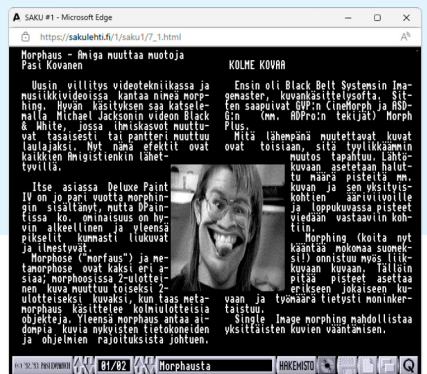 SAKU #1 - Microsoft Edge
https://sakulehti.fi/1/saku1/7_1.html
Morphaus - Amiga muuttaa muotoja
Pasi Kovanen
Uusin villitys videotekniikassa ja
musiikkivideoissa kantaa nimeä morp-
hing. Hyvän käsityksen saa katsele-
malla Michael Jacksonin videon Black
& White, jossa ihmiskasvot muuttu-
vat tasaisesti tai pantteri muuttuu
laulajaksi. Nyt nämä efektit ovat
kaikkien Amigistienkin lähet-
tyvillä.
Itse asiassa Deluxe Paint
IV on jo pari vuotta morphin-
gin sisältänyt, mutta DPain-
tissa ko. ominaisuus on hy-
vin alkeellinen ja yleensä
pikselit kummasti liukuvat
ja ilmestyvät.
Morphose ("morfaus") ja me-
tamorphose ovat kaksi eri a-
siaa; morphoosissa 2-ulottei-
nen kuva muuttuu toiseksi 2-
ulotteiseksi kuvaksi, kun taas meta-
morphaus käsittelee kolmiulotteisia
objekteja. Yleensä morphaus antaa ai-
dompia kuvia nykyisten tietokoneiden
ja ohjelmien rajoituksista johtuen.
KOLME KOVAA
Ensin oli Black Belt Systemsin Ima-
gemaster, kuvankäsittelysofta. Sit-
ten saapuivat GVP:n CineMorph ja ASD-
G:n (mm. ADPro:n tekijät) Morph
Plus.
Mitä lähempänä muutettavat kuvat
ovat toisiaan, sitä tyylikkäämmin
muutos tapahtuu. Lähtö-
kuvaan asetetaan halut-
tu määrä pisteitä mm.
kuvan ja sen yksityis-
kohtien ääriviivoille
ja loppukuvassa pisteet
viedään vastaaviin koh-
tiin.
Morphing (koita nyt
kääntää mokomaa suomek-
si!) onnistuu myös liik-
kuvaan kuvaan. Tällöin
pitää pisteet asettaa
erikseen jokaiseen ku-
vaan ja työmäärä tietysti moninker-
taistuu.
Single Image morphing mahdollistaa
yksittäisten kuvien vääntämisen.
01/02
Morphausta
HAKEMISTO
Q